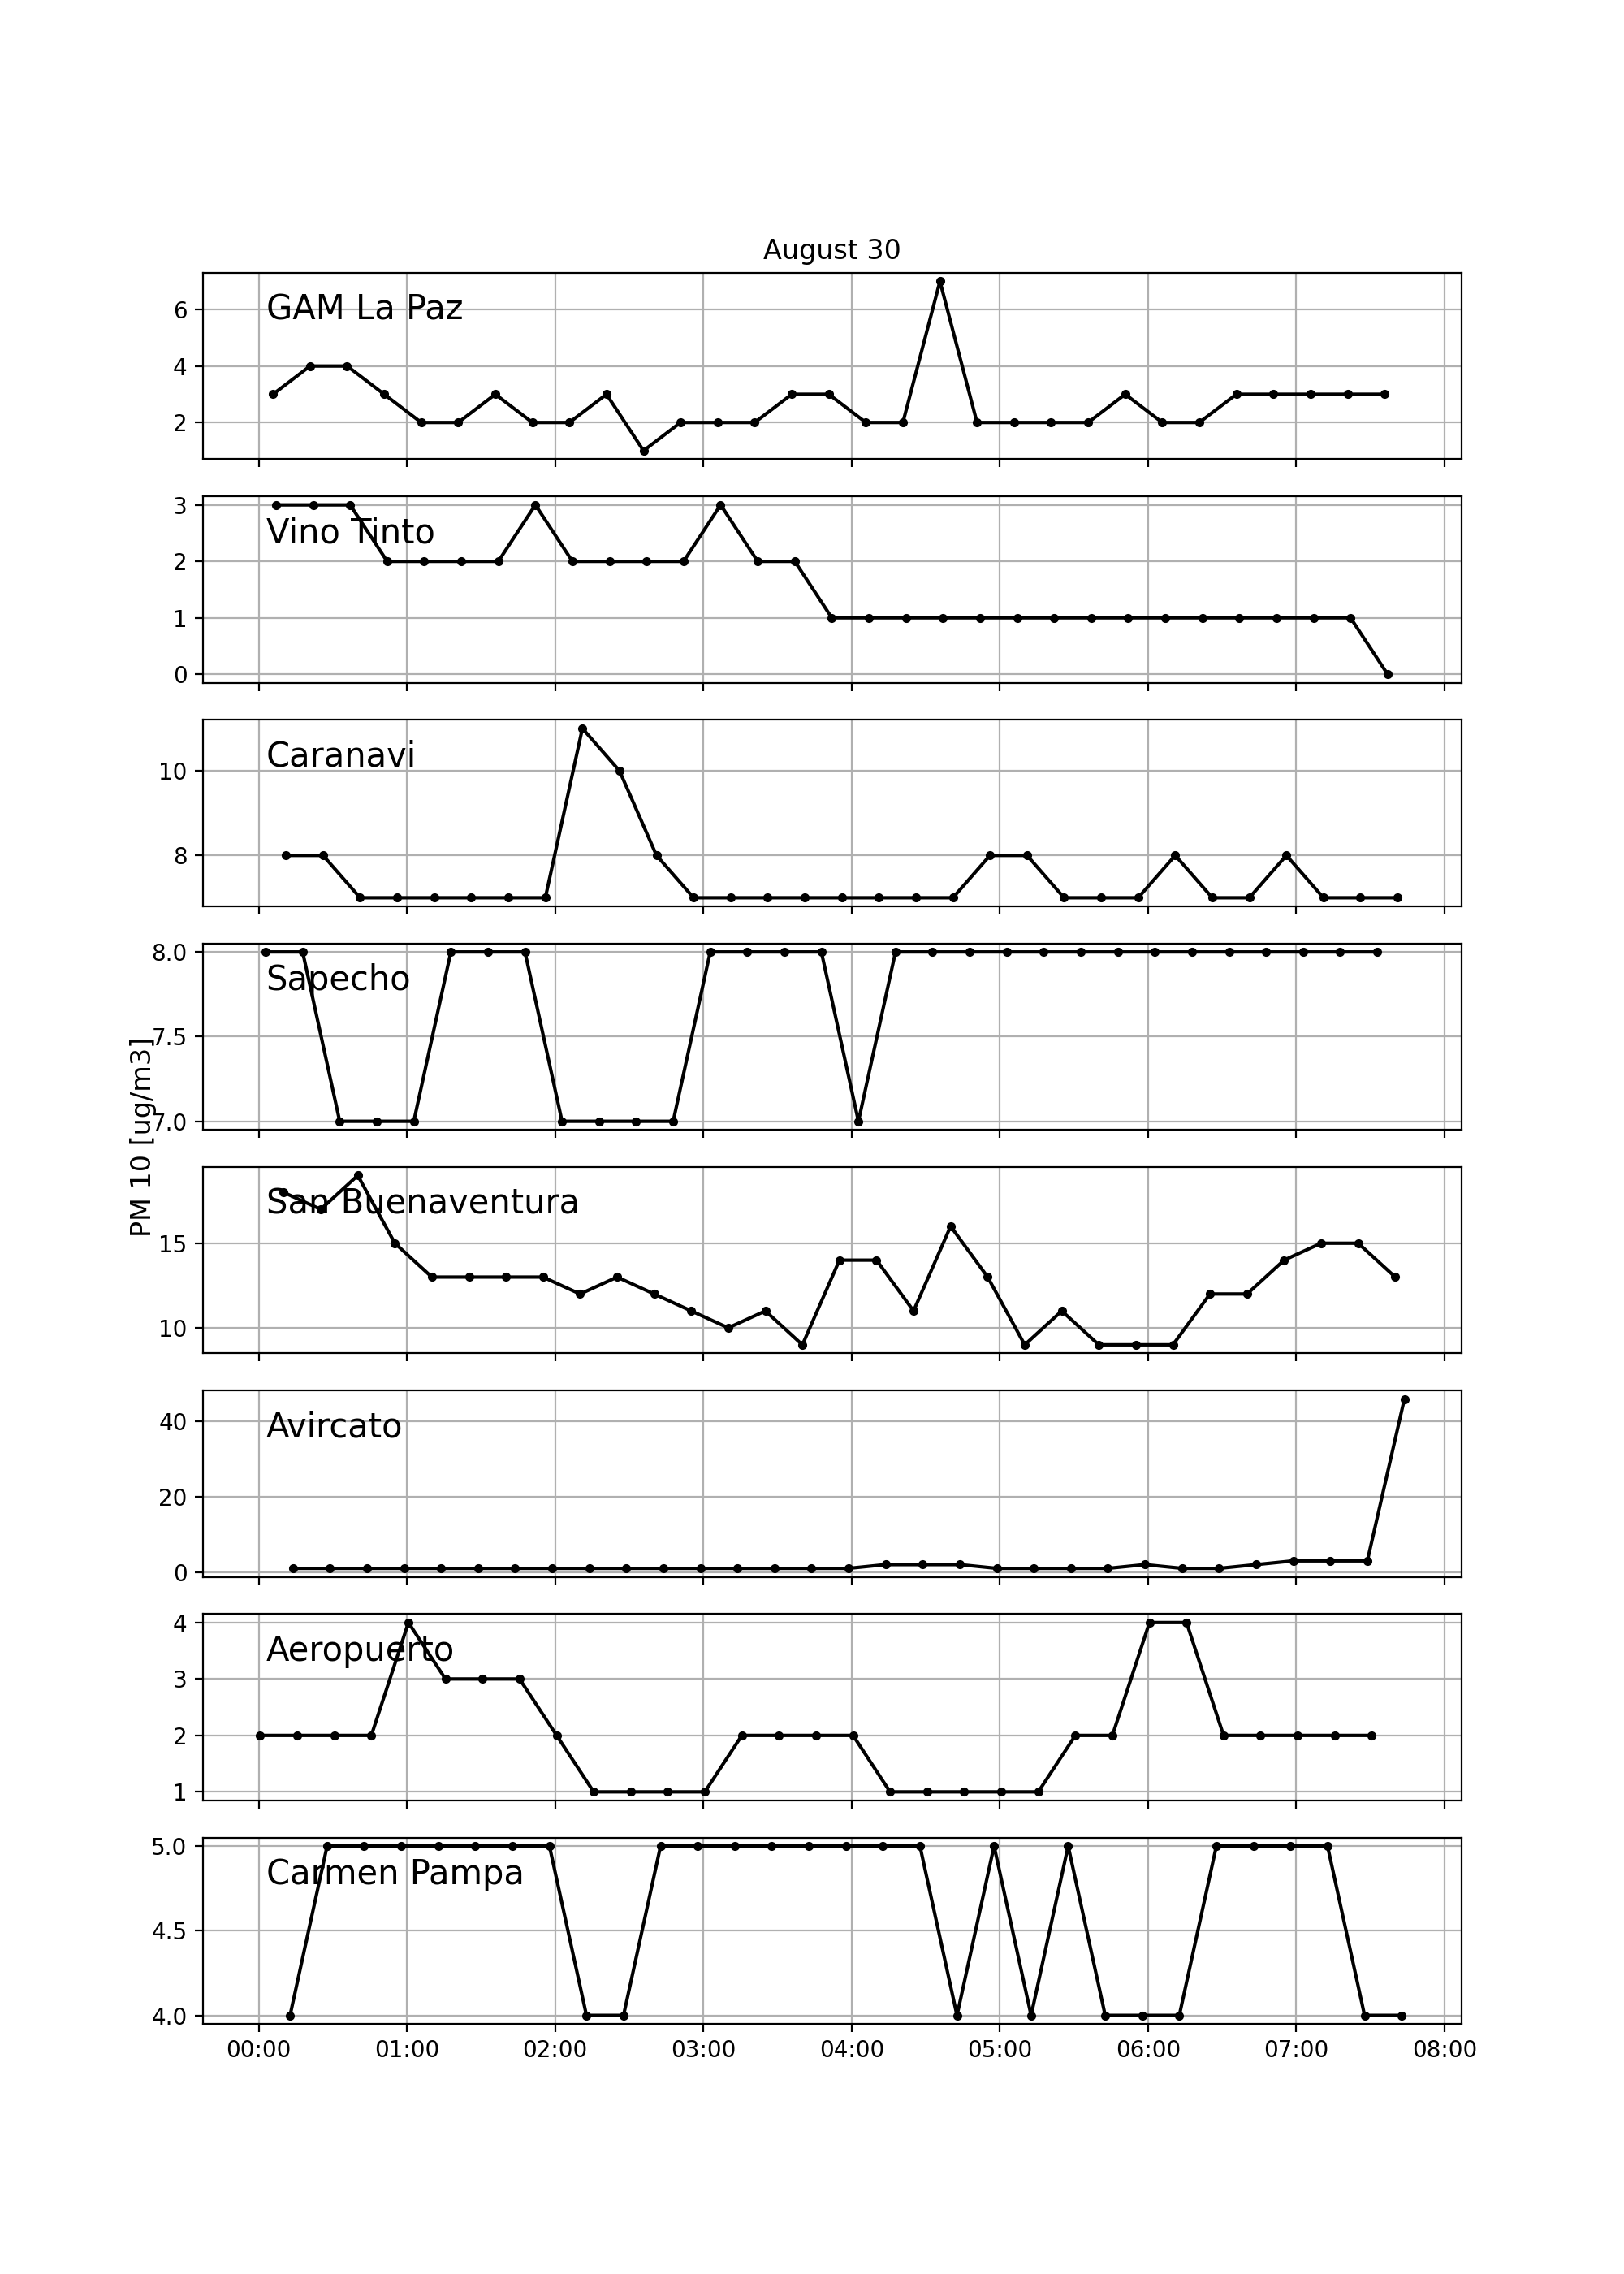 August 30
GAM La Paz
6
4
2
Vino Tinto
3
2
1
0
Caranavi
10
8
Sapecho
8.0
7.5
7.0
PM 10 [ug/m3]
San Buenaventura
15
10
Avircato
40
20
0
Aeropuerto
4
3
2
1
Carmen Pampa
5.0
4.5
4.0
00:00 01:00 02:00 03:00 04:00 05:00 06:00 07:00 08:00